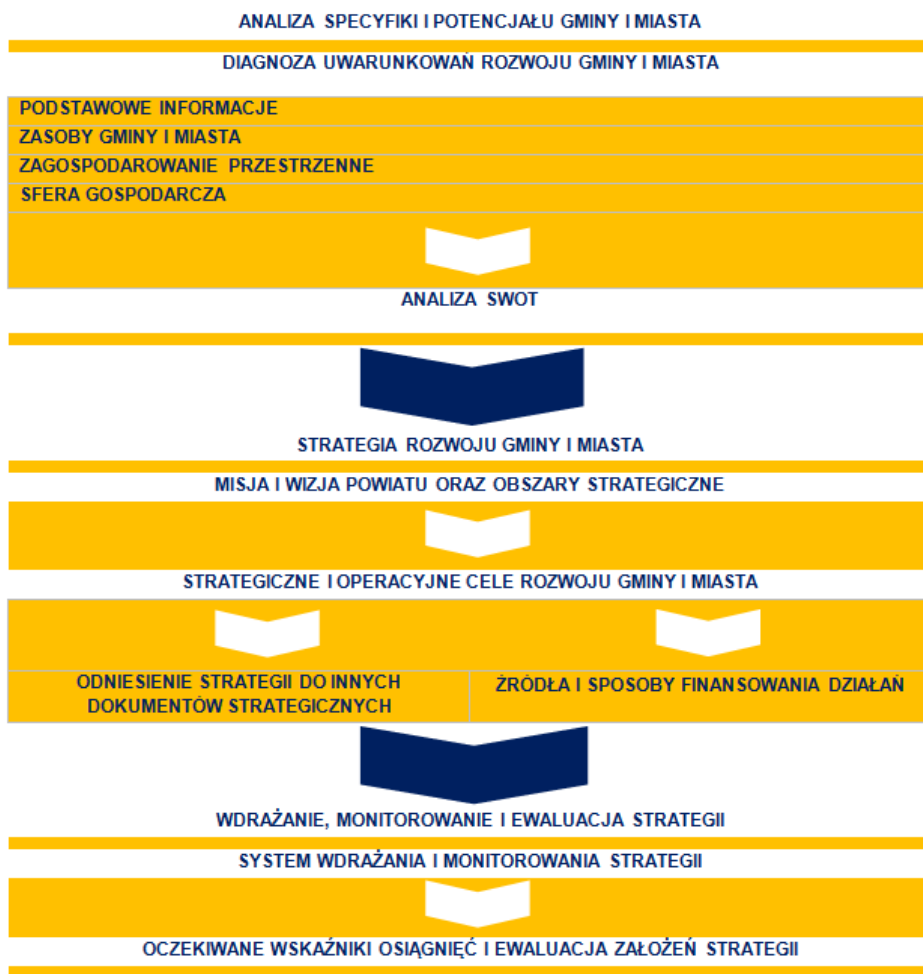 ANALIZA SPECYFIKI I POTENCJAŁU GMINY I MIASTA
DIAGNOZA UWARUNKOWAŃ ROZWOJU GMINY I MIASTA
PODSTAWOWE INFORMACJE
ZASOBY GMINY I MIASTA
ZAGOSPODAROWANIE PRZESTRZENNE
SFERA GOSPODARCZA
ANALIZA SWOT
STRATEGIA ROZWOJU GMINY I MIASTA
MISJA I WIZJA POWIATU ORAZ OBSZARY STRATEGICZNE
STRATEGICZNE I OPERACYJNE CELE ROZWOJU GMINY I MIASTA
ODNIESIENIE STRATEGII DO INNYCH
DOKUMENTÓW STRATEGICZNYCH
ŹRÓDŁA I SPOSOBY FINANSOWANIA DZIAŁAŃ
WDRAŻANIE, MONITOROWANIE I EWALUACJA STRATEGII
SYSTEM WDRAŻANIA I MONITOROWANIA STRATEGII
OCZEKIWANE WSKAŹNIKI OSIĄGNIĘĆ I EWALUACJA ZAŁOŻEŃ STRATEGII